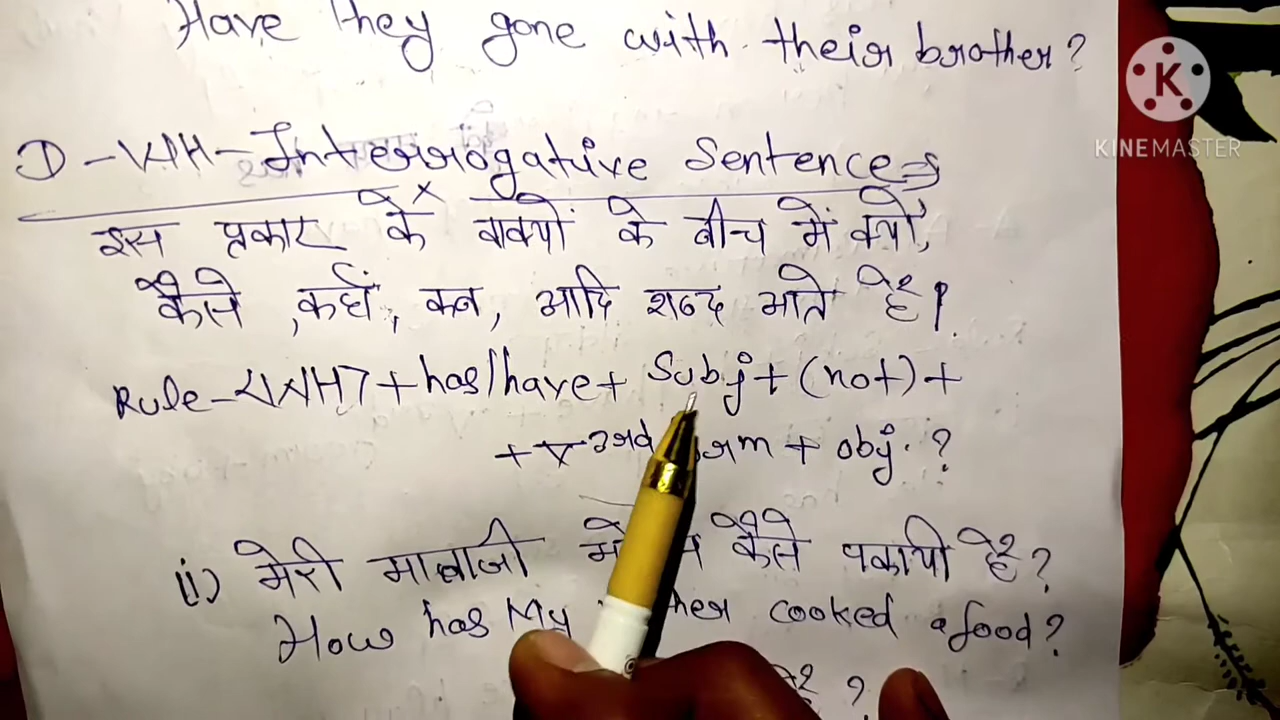 Have they gone with their brother?
K
KINEMASTER
D - WH - Interrogative Sentence
इस प्रकार के वाक्यों के बीच में क्यों,
कैसे, कहाँ, कब, आदि शब्द आते है।
Rule - WH + has/have + Subj + (not) +
+ V 3rd form + obj. ?
(i) मेरी माताजी कैसे पकायी है?
How has My cooked a food?
है ?